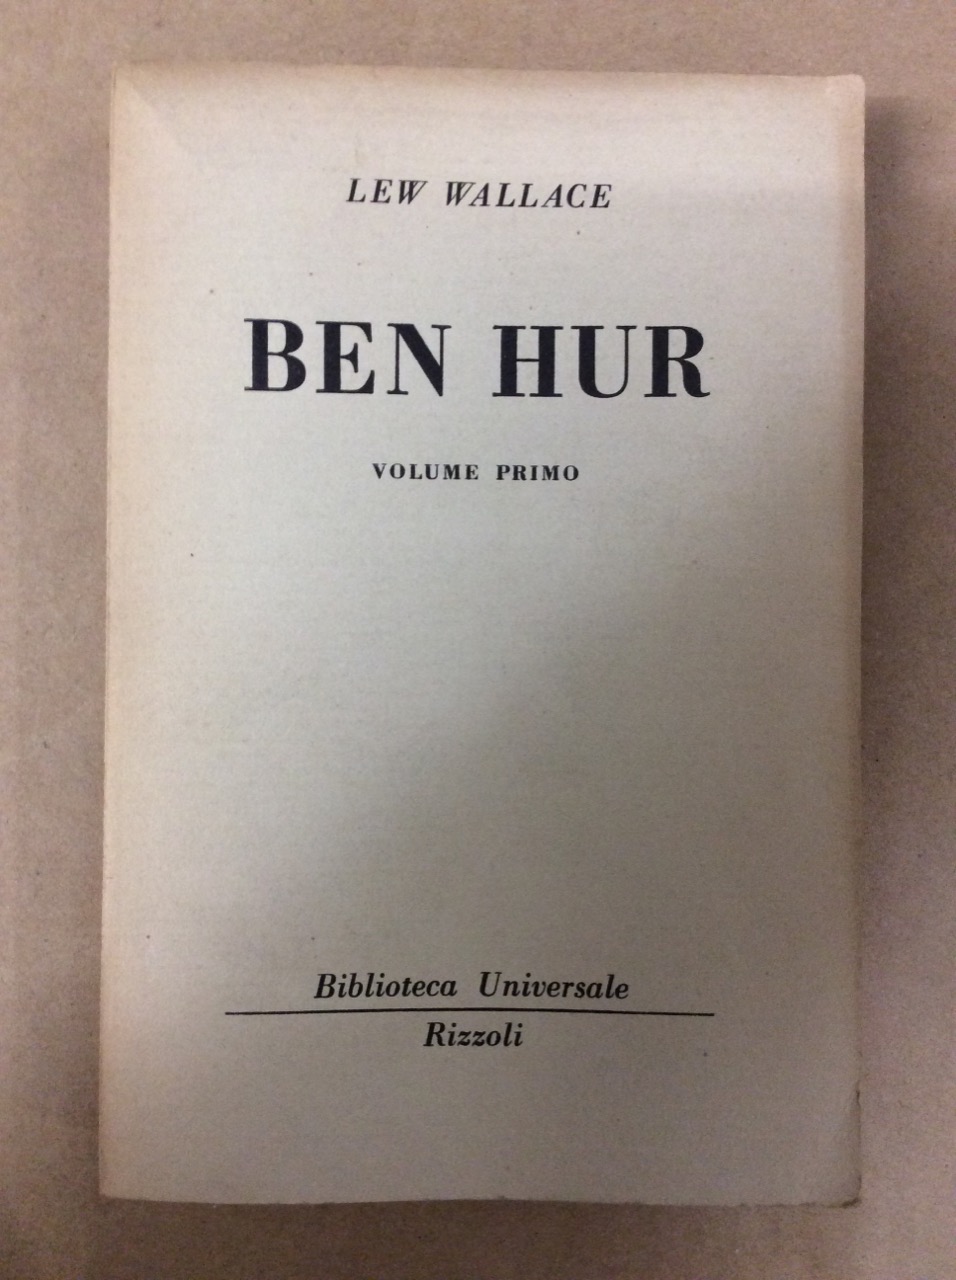 LEW WALLACE
BEN HUR
VOLUME PRIMO
Biblioteca Universale
Rizzoli